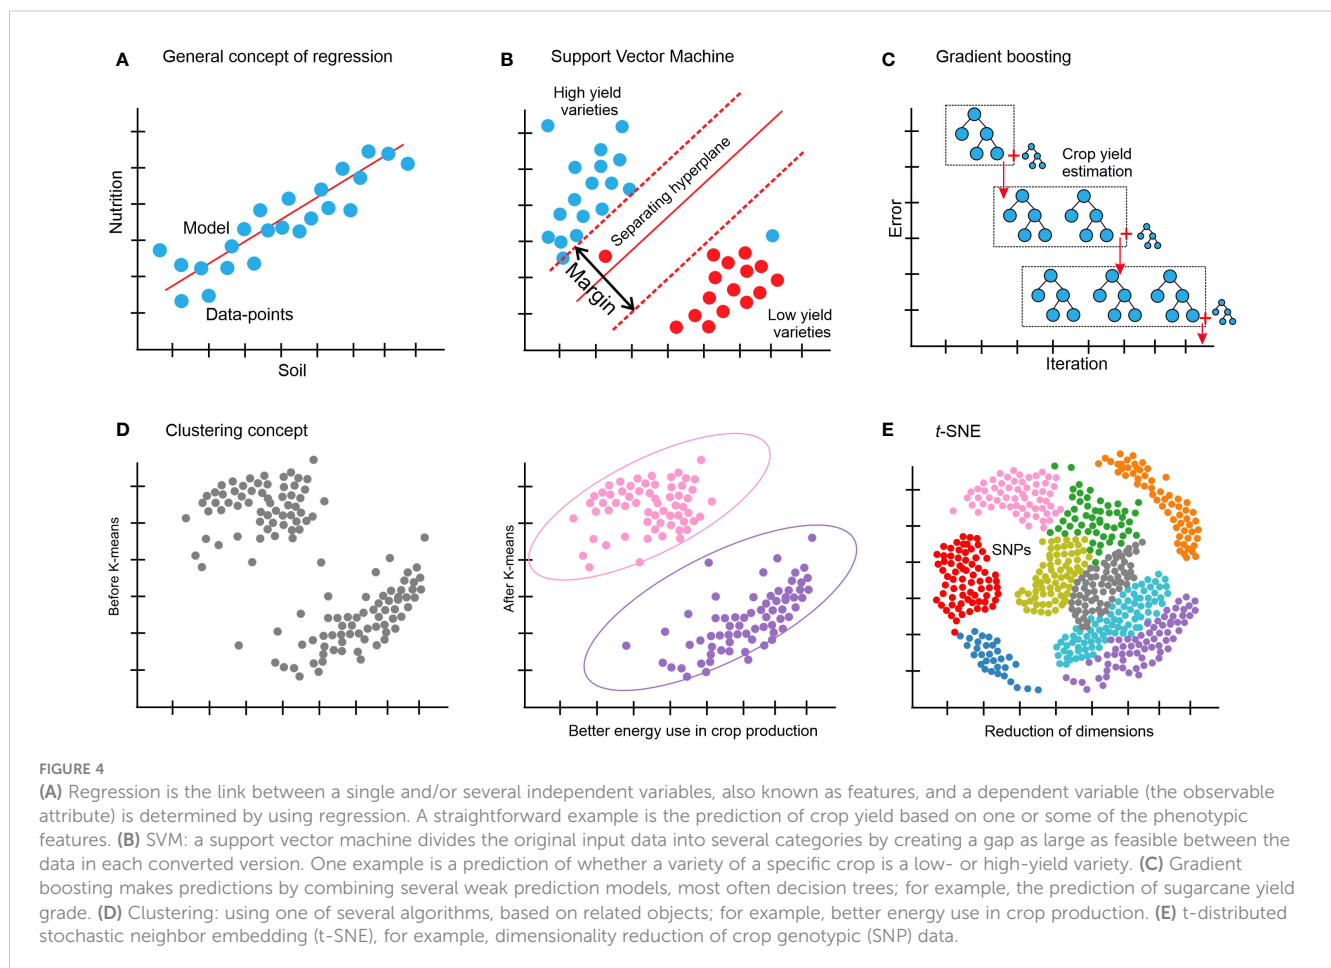 A General concept of regression
Nutrition
Model
Data-points
Soil
B Support Vector Machine
High yield
varieties
Separating hyperplane
Margin
Low yield
varieties
C Gradient boosting
Error
Crop yield
estimation
Iteration
D Clustering concept
Before K-means
After K-means
Better energy use in crop production
E t-SNE
SNPs
Reduction of dimensions
FIGURE 4
(A) Regression is the link between a single and/or several independent variables, also known as features, and a dependent variable (the observable
attribute) is determined by using regression. A straightforward example is the prediction of crop yield based on one or some of the phenotypic
features. (B) SVM: a support vector machine divides the original input data into several categories by creating a gap as large as feasible between the
data in each converted version. One example is a prediction of whether a variety of a specific crop is a low- or high-yield variety. (C) Gradient
boosting makes predictions by combining several weak prediction models, most often decision trees; for example, the prediction of sugarcane yield
grade. (D) Clustering: using one of several algorithms, based on related objects; for example, better energy use in crop production. (E) t-distributed
stochastic neighbor embedding (t-SNE), for example, dimensionality reduction of crop genotypic (SNP) data.